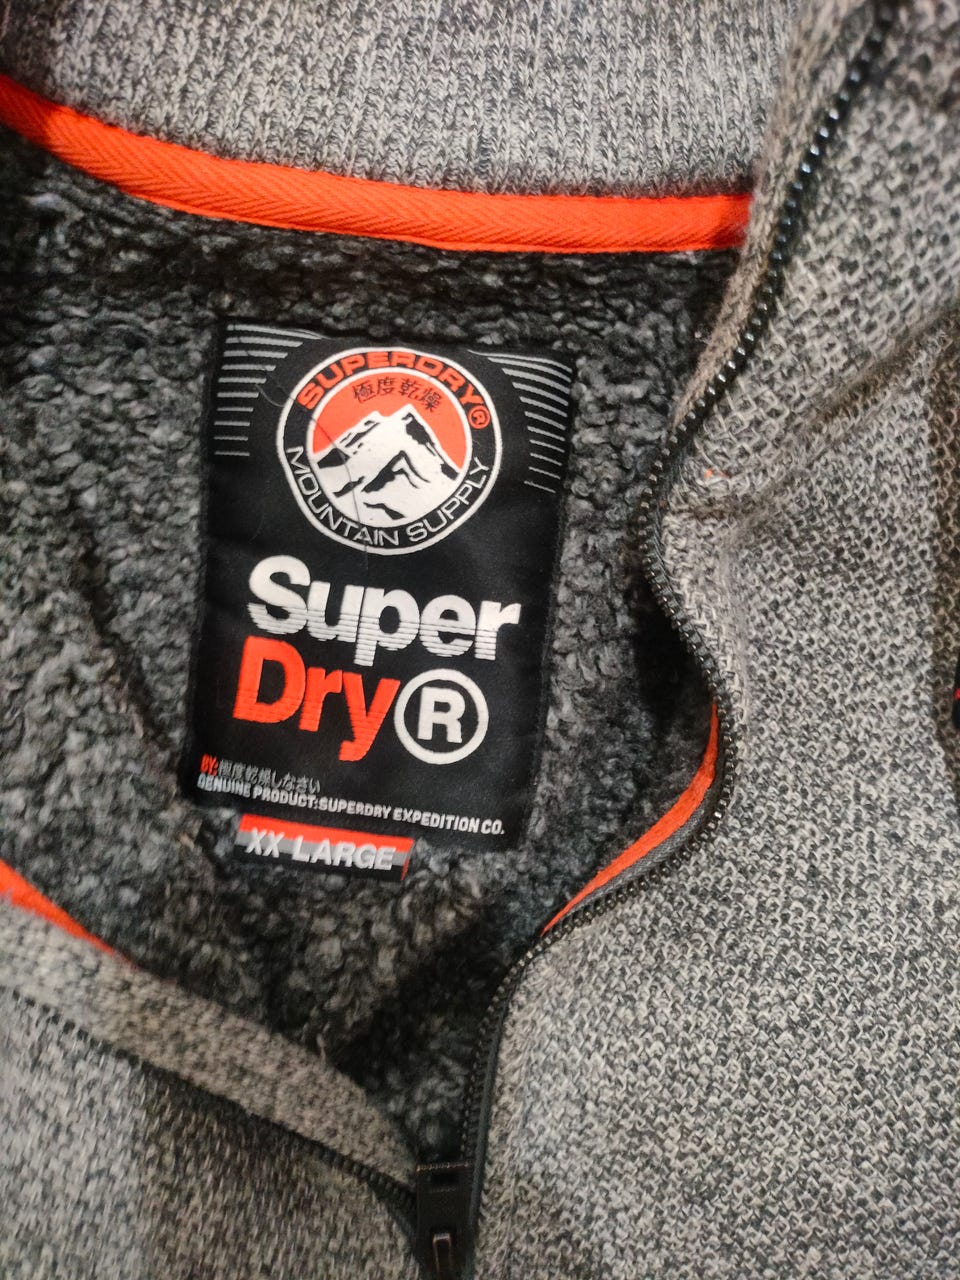 SUPERDRY®
極度乾燥
MOUNTAIN SUPPLY
Super
Dry®
BY:極度乾燥しなさい
GENUINE PRODUCT:SUPERDRY EXPEDITION CO.
XX LARGE